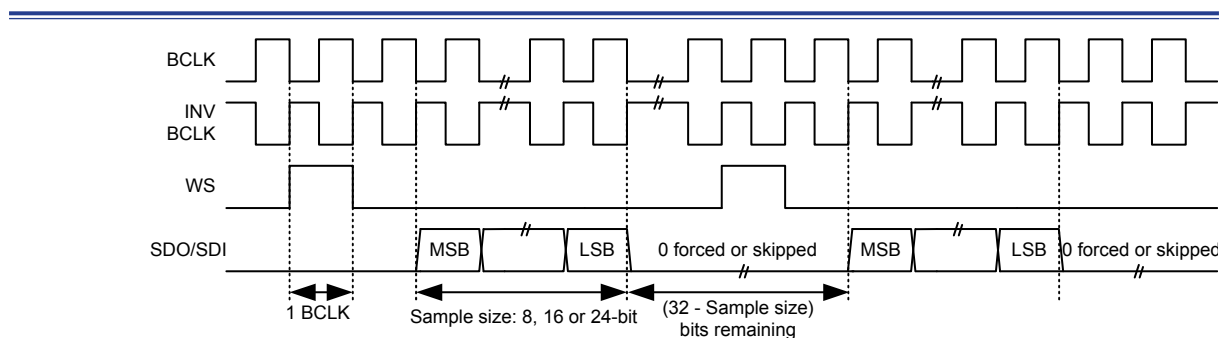 BCLK
INV
BCLK
WS
SDO/SDI
MSB
LSB
0 forced or skipped
MSB
LSB
0 forced or skipped
1 BCLK
Sample size: 8, 16 or 24-bit
(32 - Sample size)
bits remaining